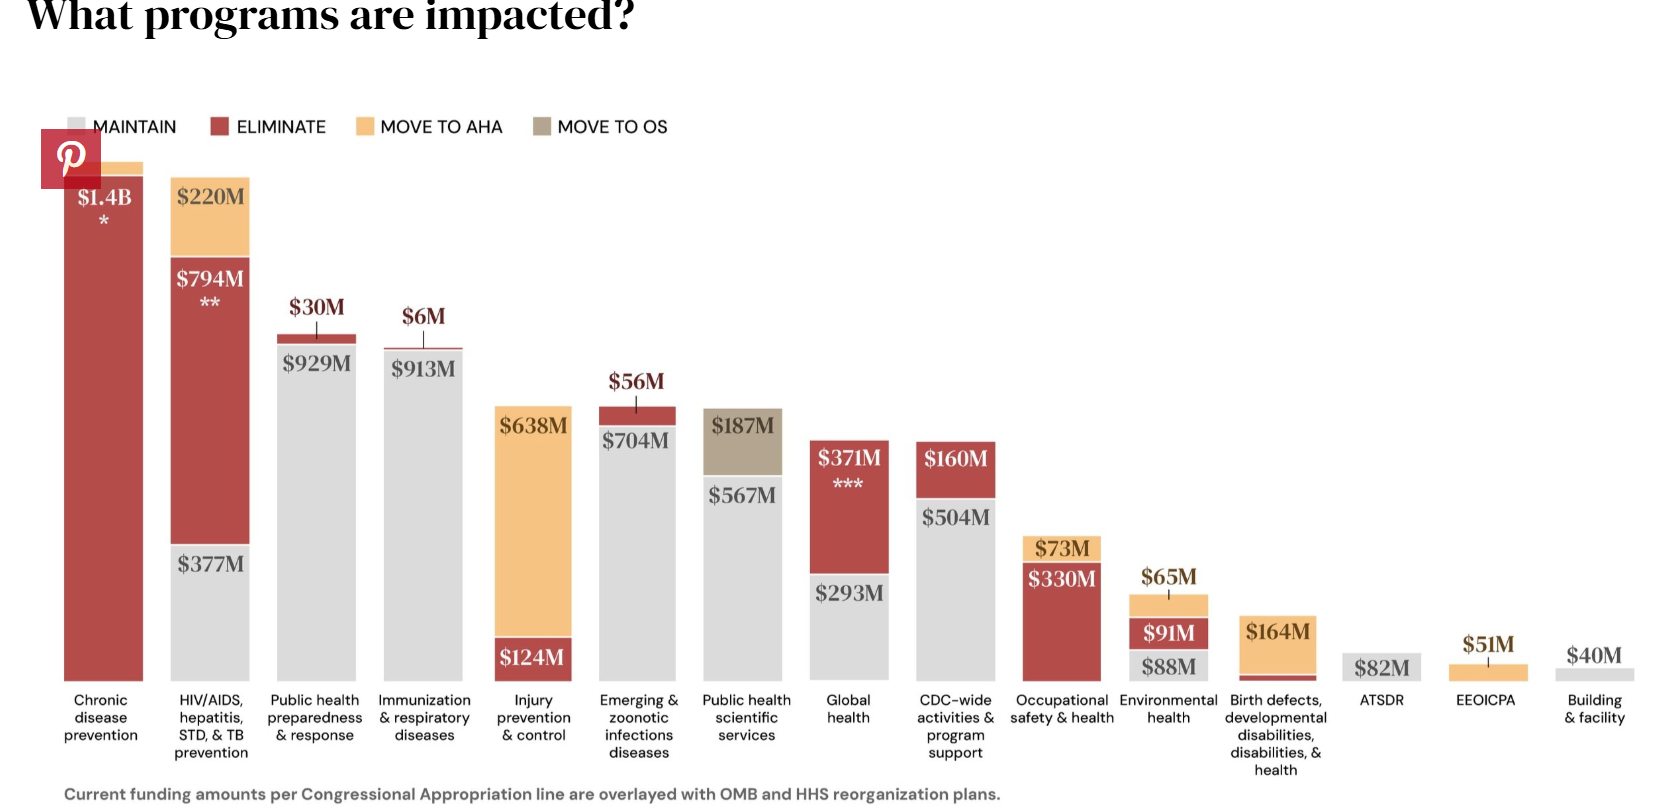 What programs are impacted?
MAINTAIN
ELIMINATE
MOVE TO AHA
MOVE TO OS
$1.4B
*
$220M
$794M
**
$377M
$30M
$929M
$6M
$913M
$638M
$124M
$56M
$704M
$187M
$567M
$371M
***
$293M
$160M
$504M
$73M
$330M
$65M
$91M
$88M
$164M
$82M
$51M
$40M
Chronic
disease
prevention
HIV/AIDS,
hepatitis,
STD, & TB
prevention
Public health
preparedness
& response
Immunization
& respiratory
diseases
Injury
prevention
& control
Emerging &
zoonotic
infections
diseases
Public health
scientific
services
Global
health
CDC-wide
activities &
program
support
Occupational
safety & health
Environmental
health
Birth defects,
developmental
disabilities,
disabilities, &
health
ATSDR
EEOICPA
Building
& facility
Current funding amounts per Congressional Appropriation line are overlayed with OMB and HHS reorganization plans.